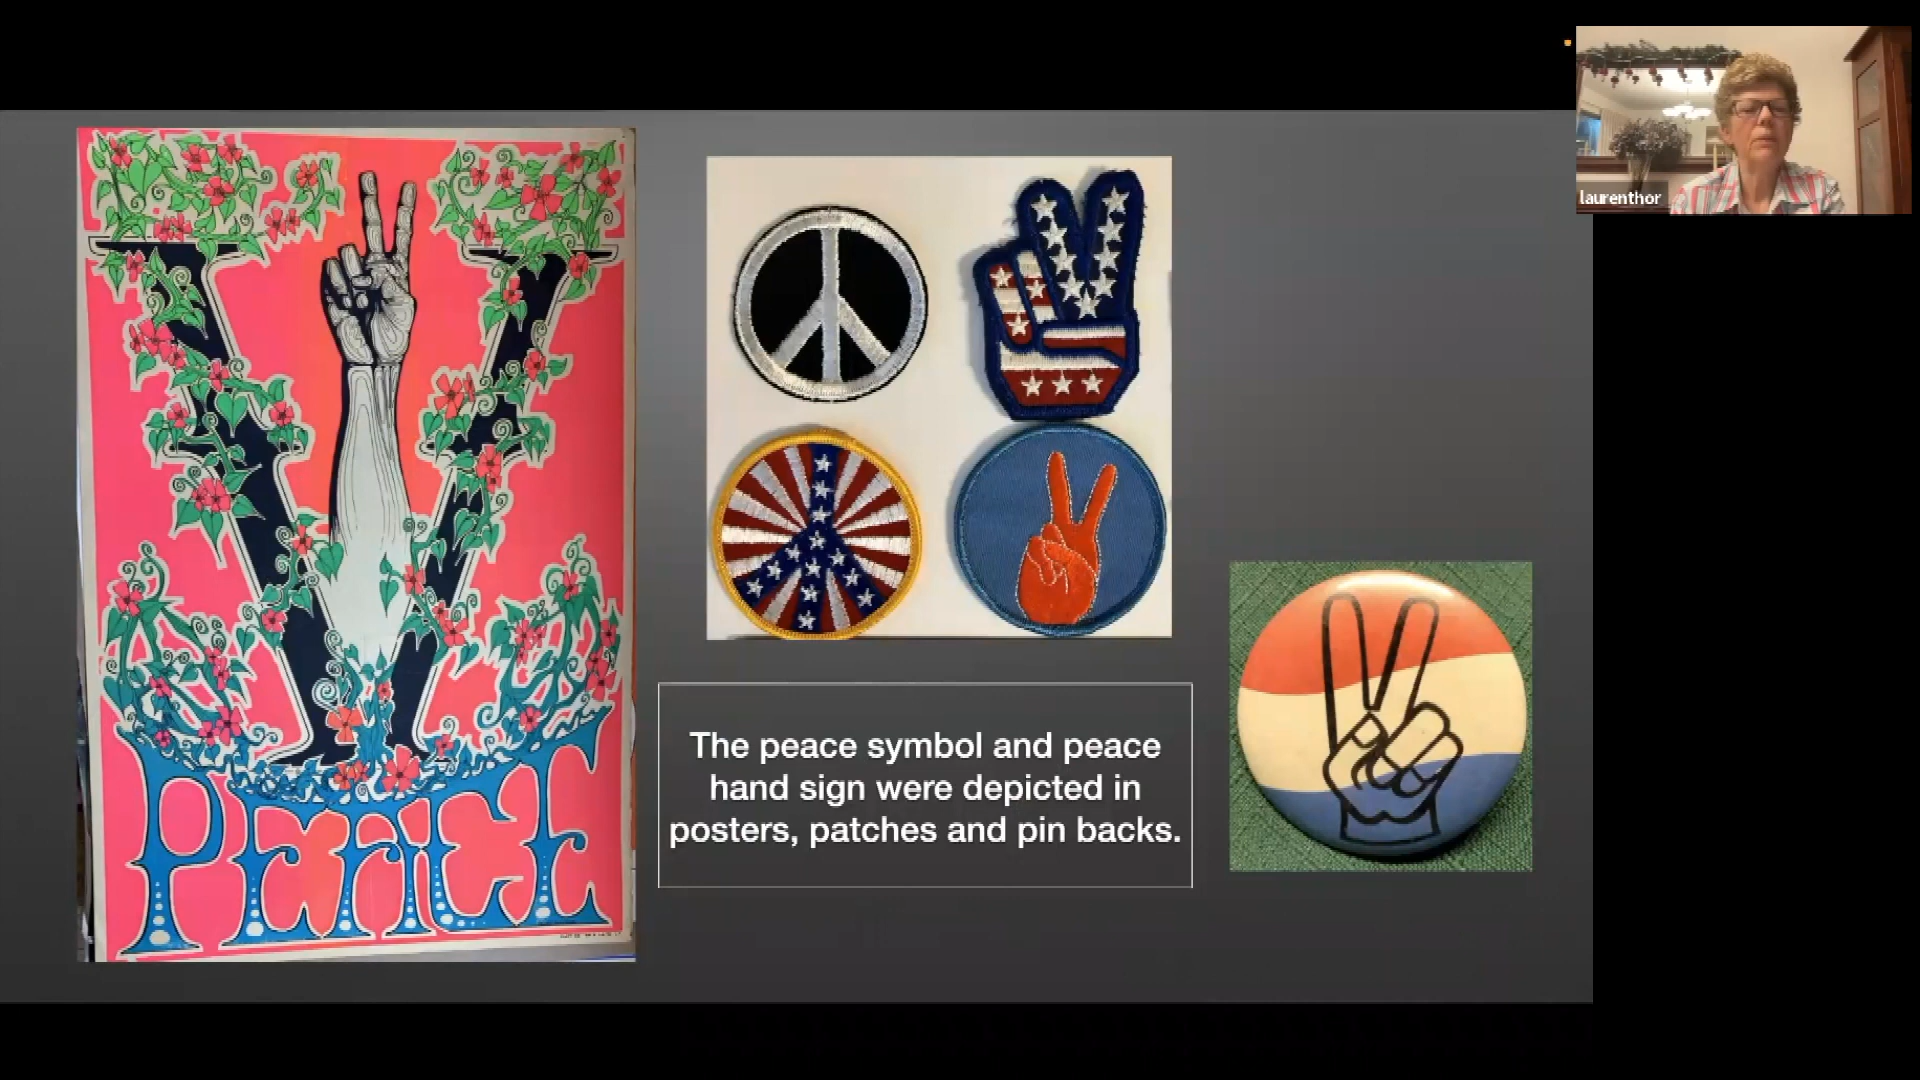 laurenthor
V
PEACE
The peace symbol and peace
hand sign were depicted in
posters, patches and pin backs.